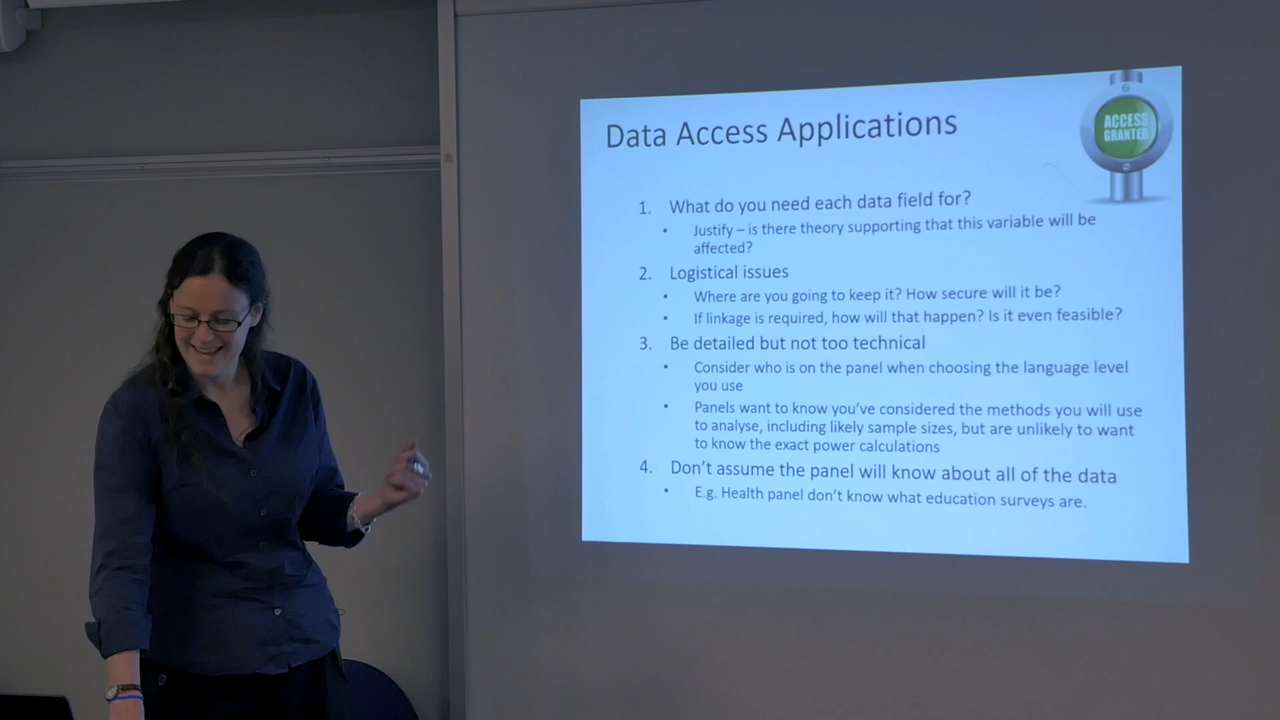 Data Access Applications
ACCESS
GRANTED
1. What do you need each data field for?
• Justify – is there theory supporting that this variable will be
affected?
2. Logistical issues
• Where are you going to keep it? How secure will it be?
• If linkage is required, how will that happen? Is it even feasible?
3. Be detailed but not too technical
• Consider who is on the panel when choosing the language level
you use
• Panels want to know you’ve considered the methods you will use
to analyse, including likely sample sizes, but are unlikely to want
to know the exact power calculations
4. Don’t assume the panel will know about all of the data
• E.g. Health panel don’t know what education surveys are.